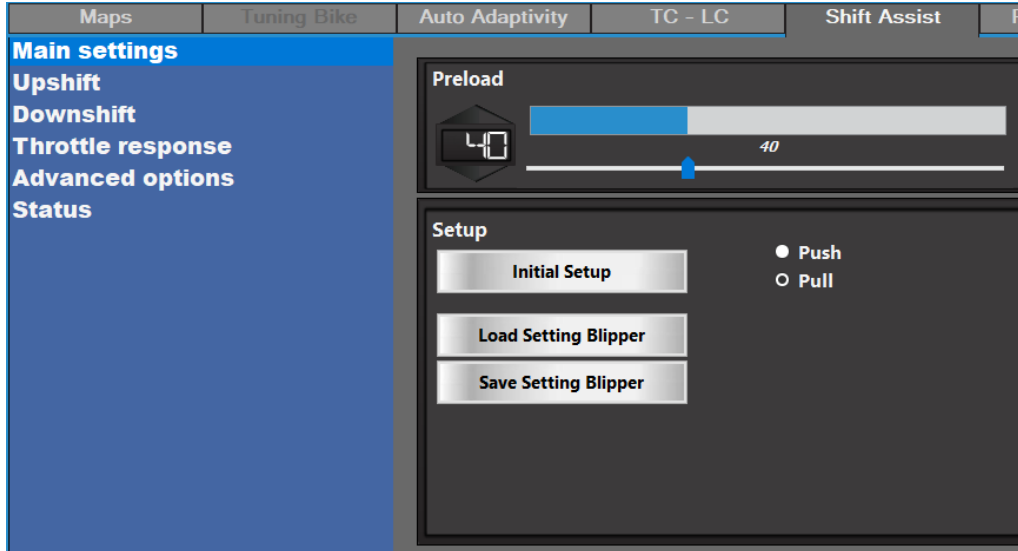 Maps Tuning Bike Auto Adaptivity TC - LC Shift Assist
Main settings
Upshift
Downshift
Throttle response
Advanced options
Status
Preload
40
40
Setup
Initial Setup
Push
Pull
Load Setting Blipper
Save Setting Blipper